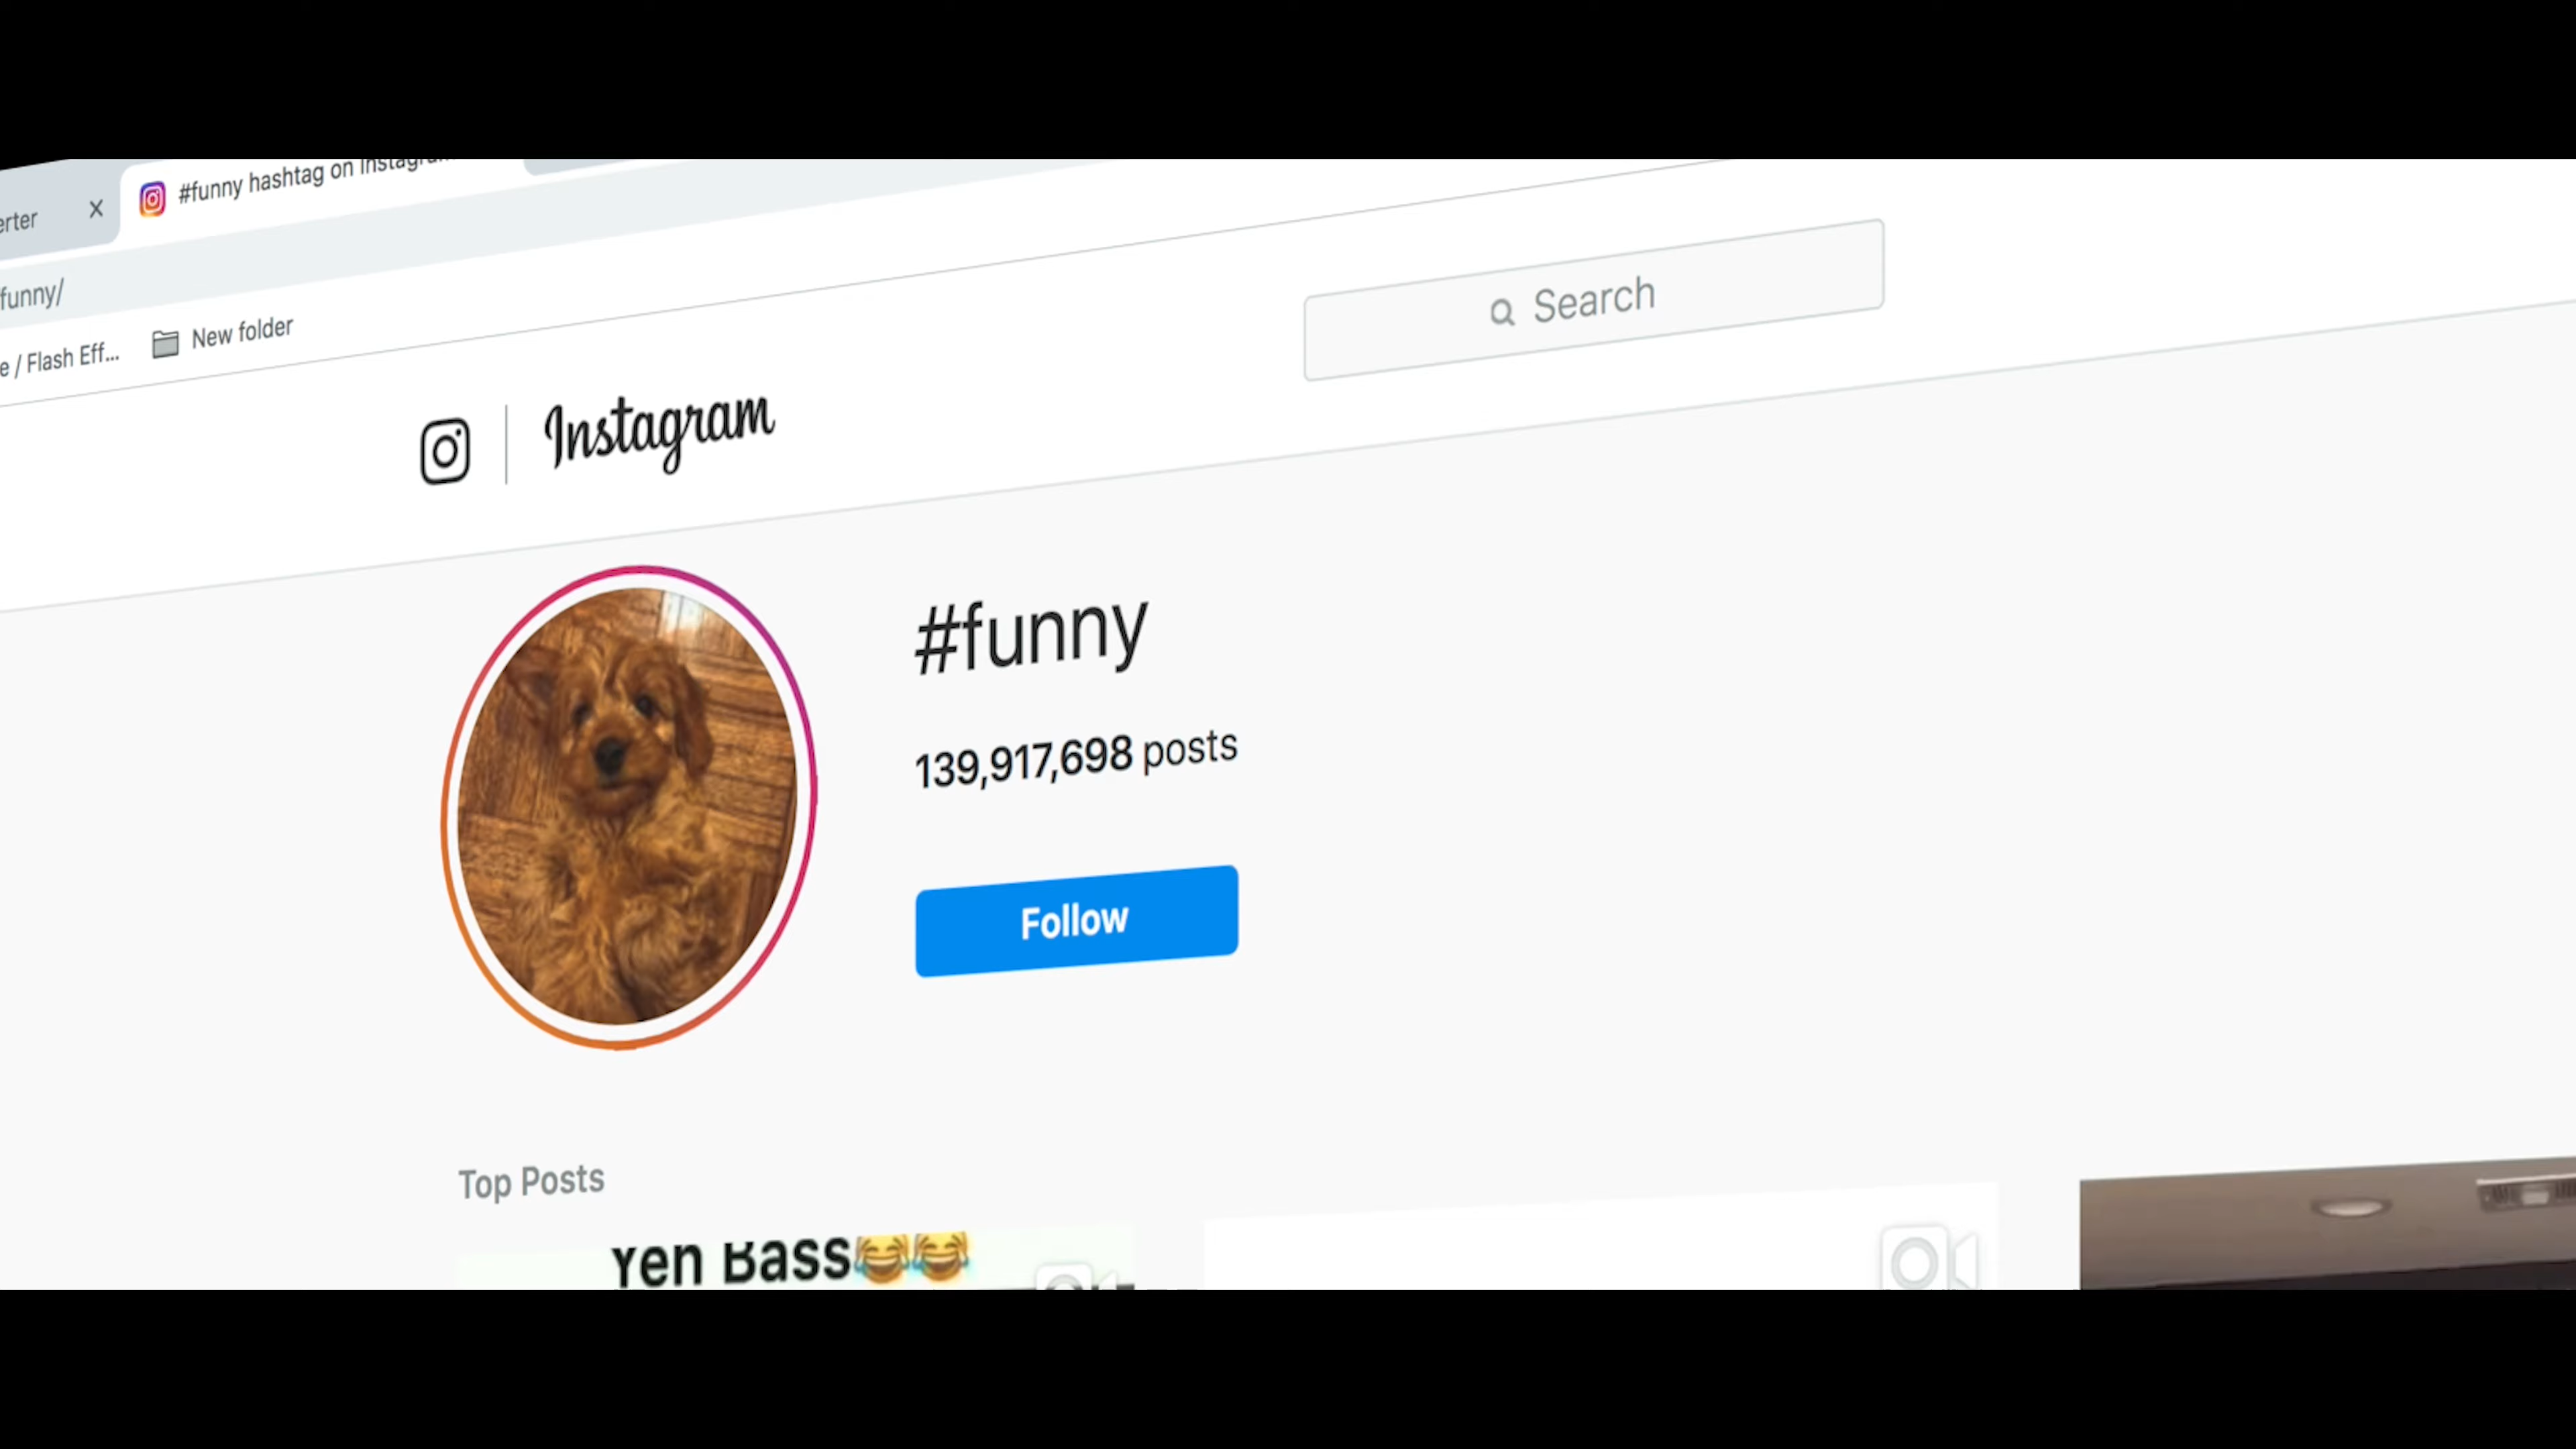 erter
#funny hashtag on Instagram
funny/
e / Flash Eff...
New folder
Instagram
Search
#funny
139,917,698 posts
Follow
Top Posts
Yen Bass😂😂